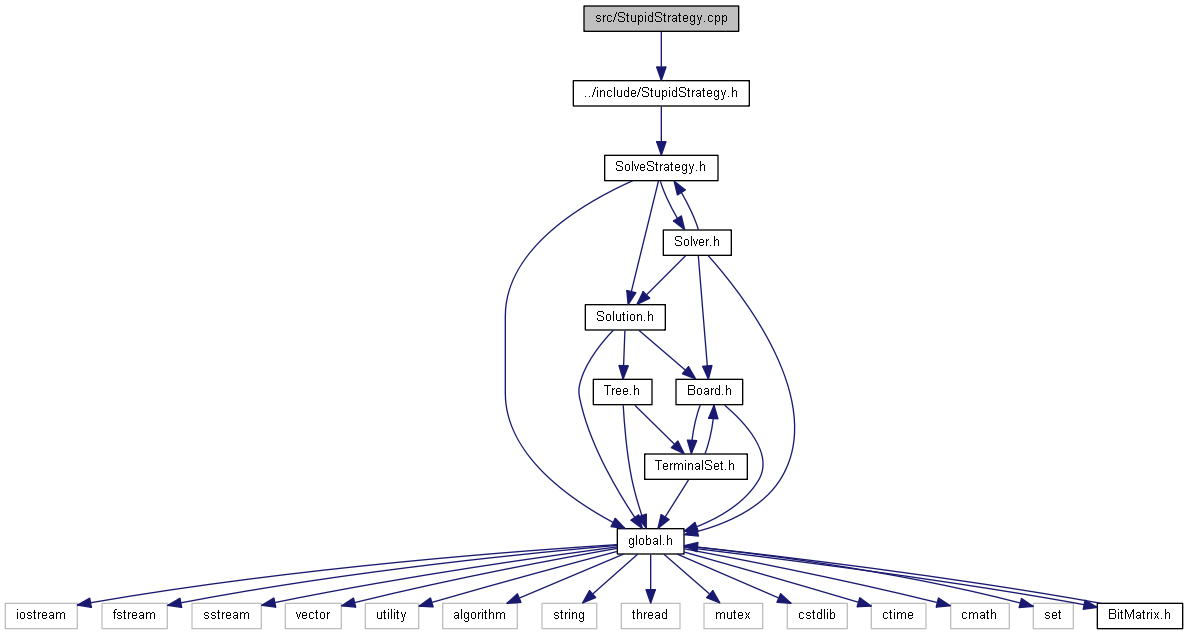 src/StupidStrategy.cpp
../include/StupidStrategy.h
SolveStrategy.h
Solver.h
Solution.h
Tree.h
Board.h
TerminalSet.h
global.h
iostream
fstream
sstream
vector
utility
algorithm
string
thread
mutex
cstdlib
ctime
cmath
set
BitMatrix.h